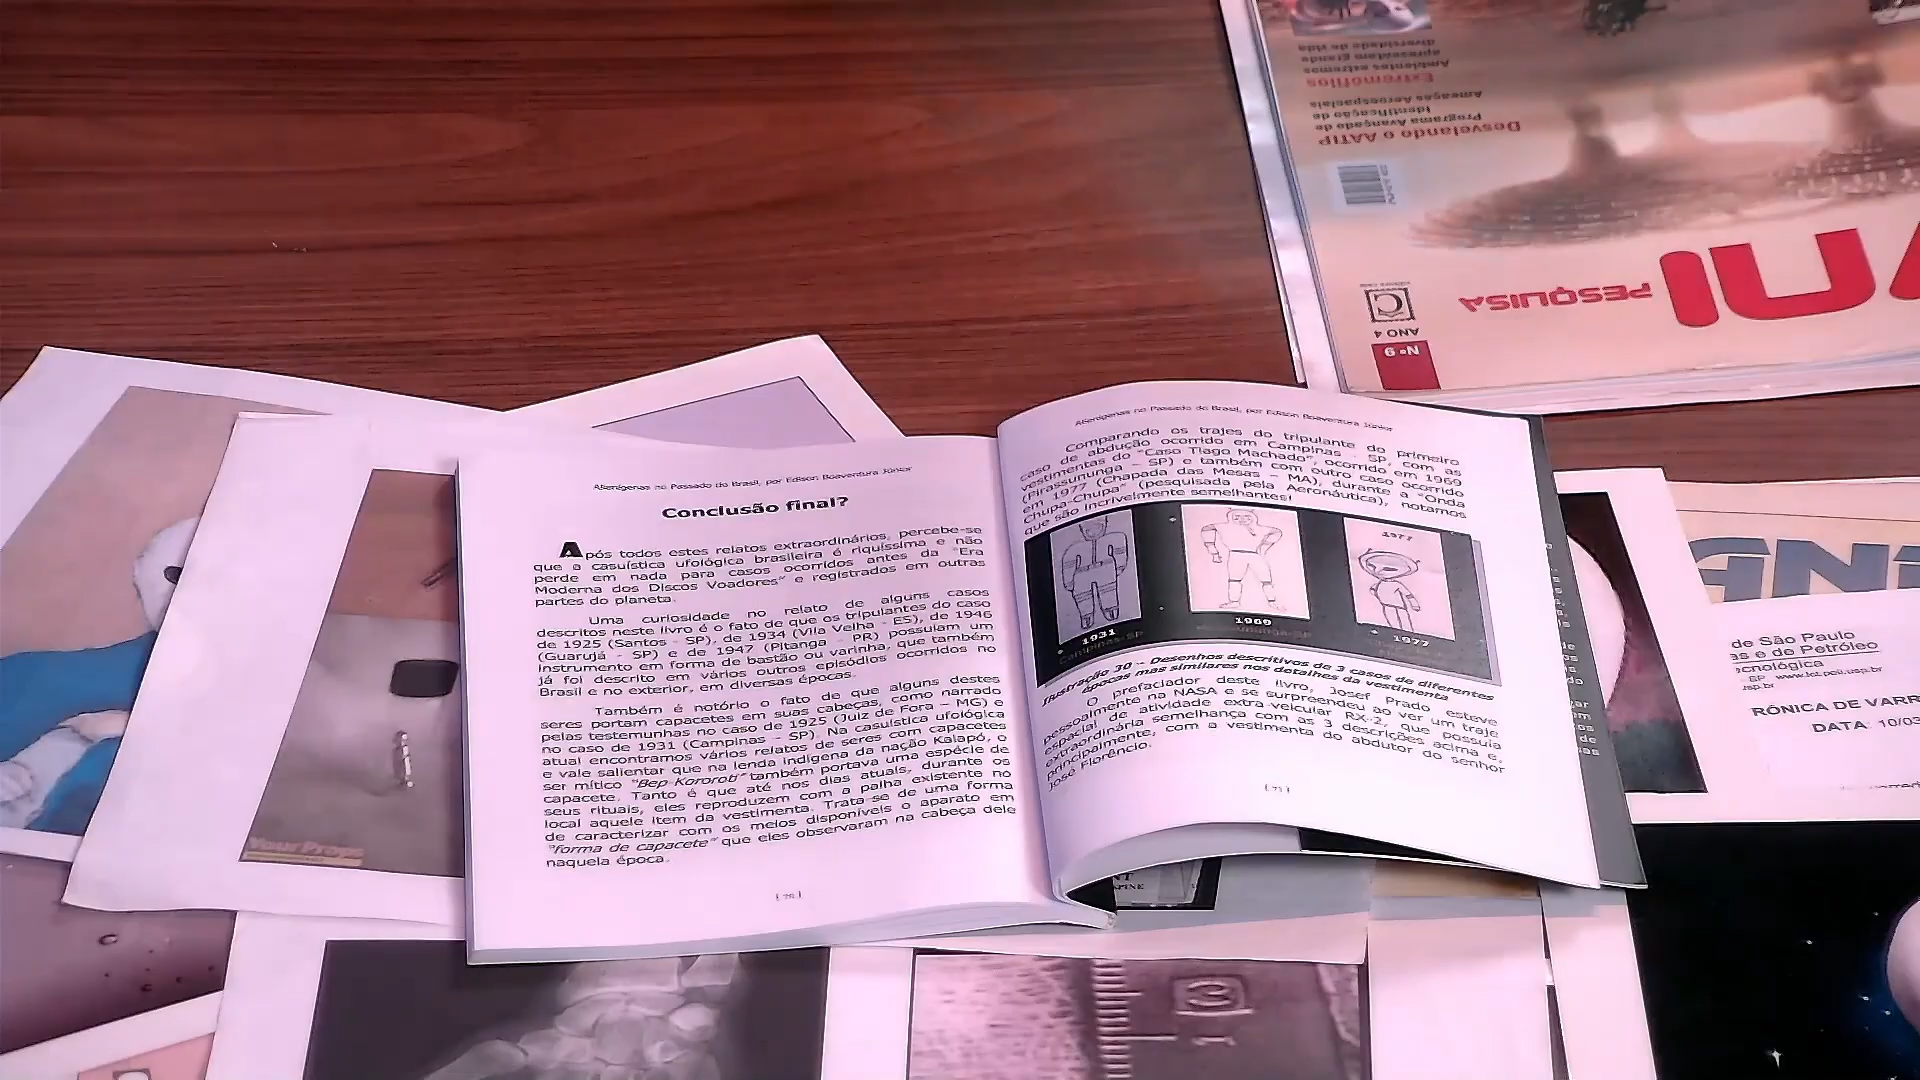 Alienígenas no Passado do Brasil, por Edison Boaventura Júnior
Conclusão final?
Após todos estes relatos extraordinários, percebe-se
que a casuística ufológica brasileira é riquíssima e não
perde em nada para casos ocorridos antes da "Era
Moderna dos Discos Voadores" e registrados em outras
partes do planeta.
Uma curiosidade no relato de alguns casos
descritos neste livro é o fato de que os tripulantes do caso
de 1925 (Santos - SP), de 1934 (Vila Velha - ES), de 1946
(Guarujá - SP) e de 1947 (Pitanga - PR) possuíam um
instrumento em forma de bastão ou varinha, que também
já foi descrito em vários outros episódios ocorridos no
Brasil e no exterior, em diversas épocas.
Também é notório o fato de que alguns destes
seres portam capacetes em suas cabeças, como narrado
pelas testemunhas no caso de 1925 (Juiz de Fora – MG) e
no caso de 1931 (Campinas – SP). Na casuística ufológica
atual encontramos vários relatos de seres com capacetes
e vale salientar que na lenda indígena da nação Kaiapó, o
ser mítico "Bep Kororoti" também portava uma espécie de
capacete. Tanto é que até nos dias atuais, durante os
seus rituais, eles reproduzem com a palha existente no
local aquele item da vestimenta. Trata-se de uma forma
de caracterizar com os meios disponíveis o aparato em
"forma de capacete" que eles observaram na cabeça dele
naquela época.
Alienígenas no Passado do Brasil, por Edison Boaventura Júnior
Comparando os trajes do tripulante do primeiro
caso de abdução ocorrido em Campinas - SP, com as
vestimentas do "Caso Tiago Machado", ocorrido em 1969
(Pirassununga – SP) e também com outro caso ocorrido
em 1977 (Chapada das Mesas – MA), durante a "Onda
Chupa-Chupa" (pesquisada pela Aeronáutica), notamos
que são incrivelmente semelhantes!
1977
1931
Campinas-SP
1969
1977
Ilustração 30 – Desenhos descritivos de 3 casos de diferentes
épocas mas similares nos detalhes da vestimenta
O prefaciador deste livro, Josef Prado esteve
pessoalmente na NASA e se surpreendeu ao ver um traje
espacial de atividade extra-veicular RX-2, que possuía
extraordinária semelhança com as 3 descrições acima e,
principalmente, com a vestimenta do abdutor do senhor
José Florêncio.
[71]
UNI
PESQUISA
ANO 4
Nº 9
Desvelando o AATIP
Programa Avançado de
Identificação de
Ameaças Aeroespaciais
Extremófilos
Ambientes extremos
apresentam grande
diversidade de vida
de São Paulo
e de Petróleo
cnológica
- SP www.lct.poli.usp.br
.usp.br
RÔNICA DE VARR
DATA: 10/03
YourProps
3